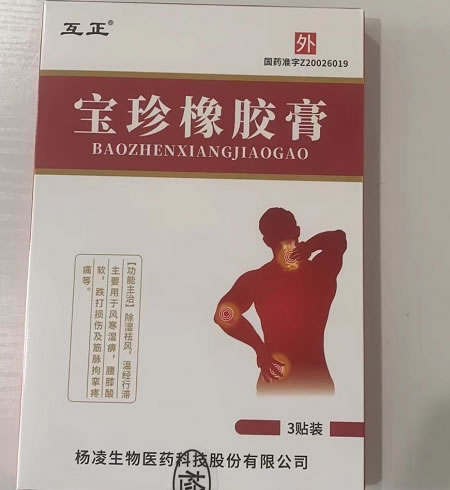 互正
外
国药准字Z20026019
宝珍橡胶膏
BAOZHENXIANGJIAOGAO
【功能主治】除湿祛风，温经行滞
主要用于风寒湿痹，腰膝酸
软，跌打损伤及筋脉拘挛疼
痛等。
3贴装
杨凌生物医药科技股份有限公司